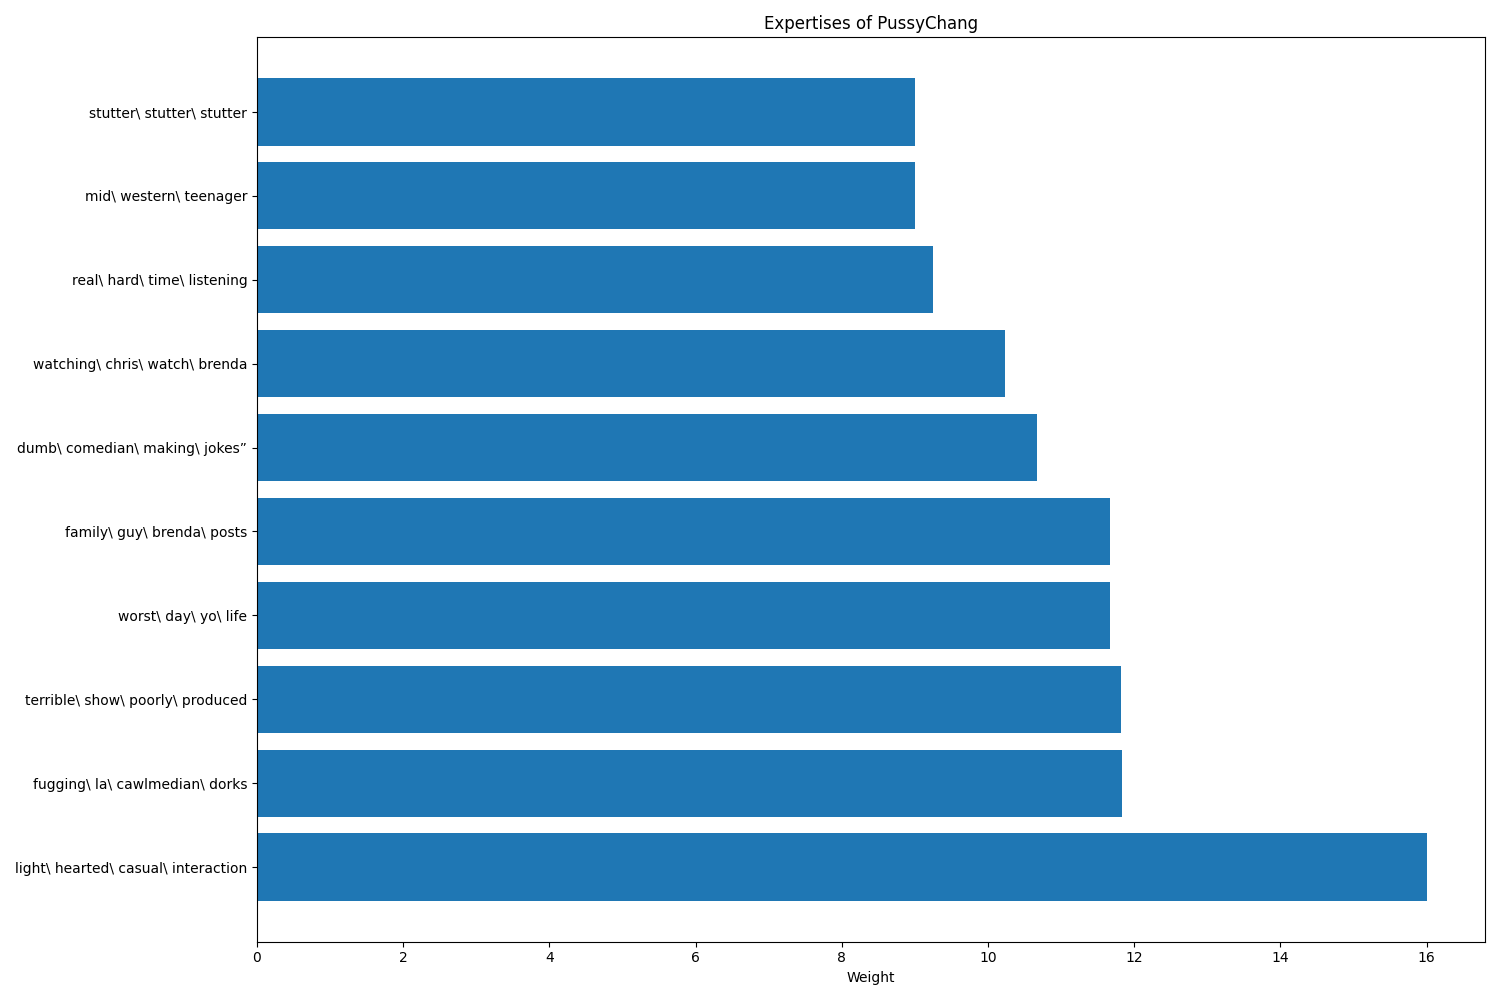 Expertises of PussyChang
stutter\ stutter\ stutter
mid\ western\ teenager
real\ hard\ time\ listening
watching\ chris\ watch\ brenda
dumb\ comedian\ making\ jokes”
family\ guy\ brenda\ posts
worst\ day\ yo\ life
terrible\ show\ poorly\ produced
fugging\ la\ cawlmedian\ dorks
light\ hearted\ casual\ interaction
0 2 4 6 8 10 12 14 16
Weight